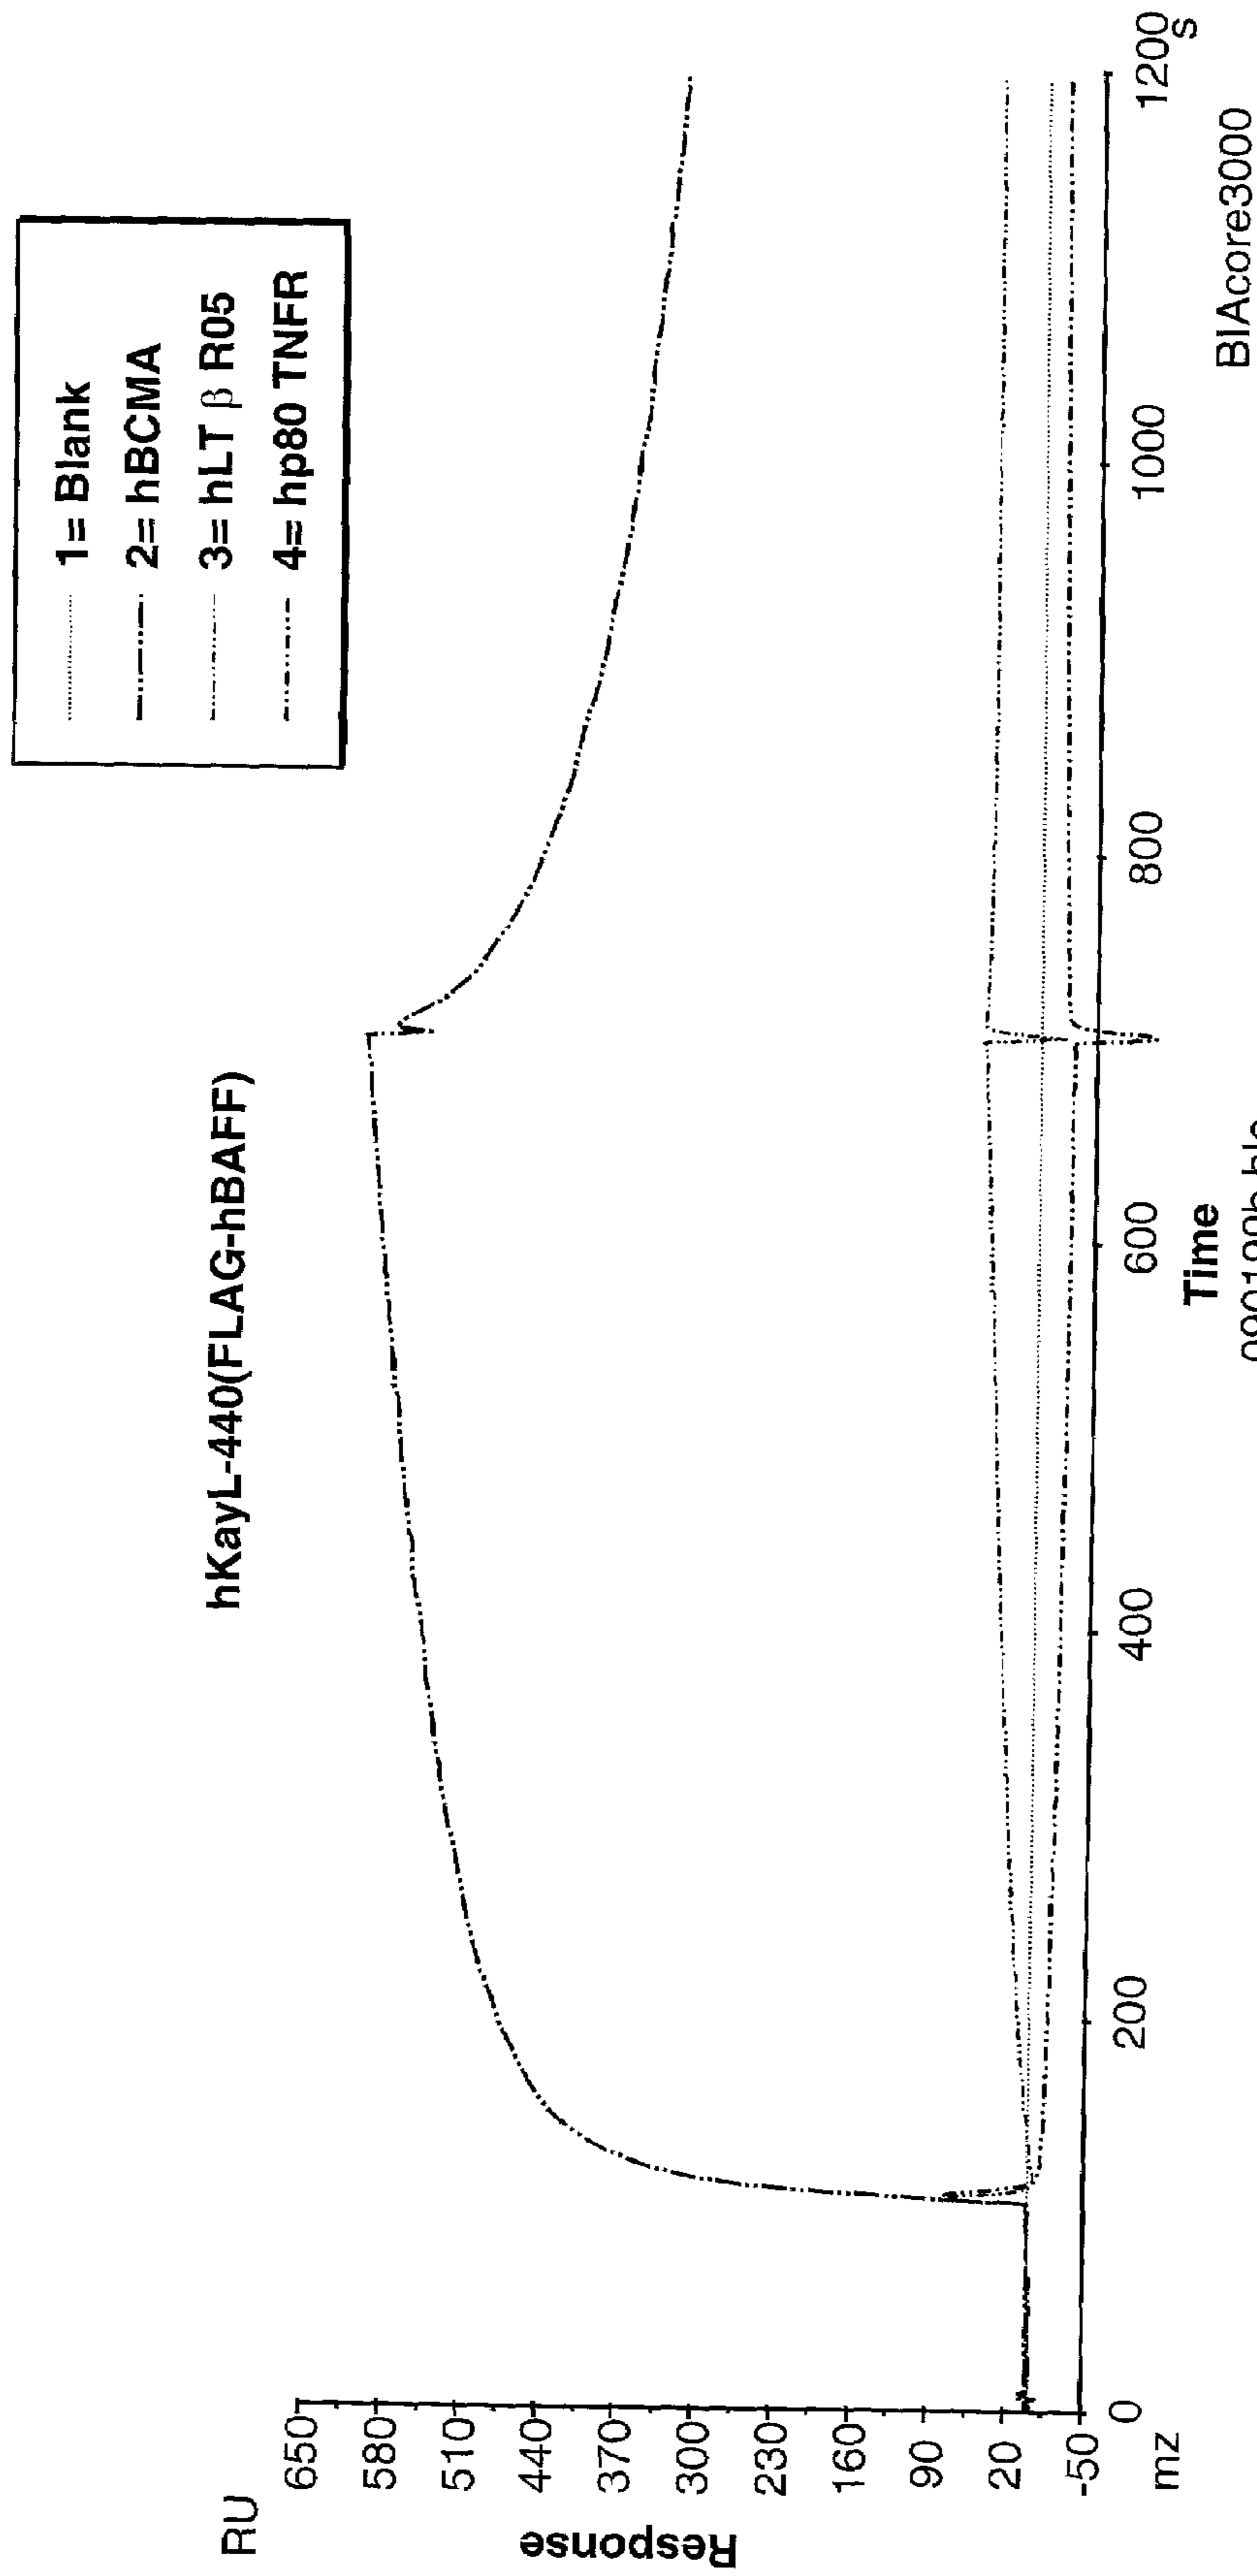 hKayL-440(FLAG-hBAFF)
1= Blank
2= hBCMA
3= hLT β R05
4= hp80 TNFR
RU
650
580
510
440
370
300
230
160
90
20
-50
mz
Response
0
200
400
600
800
1000
1200
s
Time
BIAcore3000